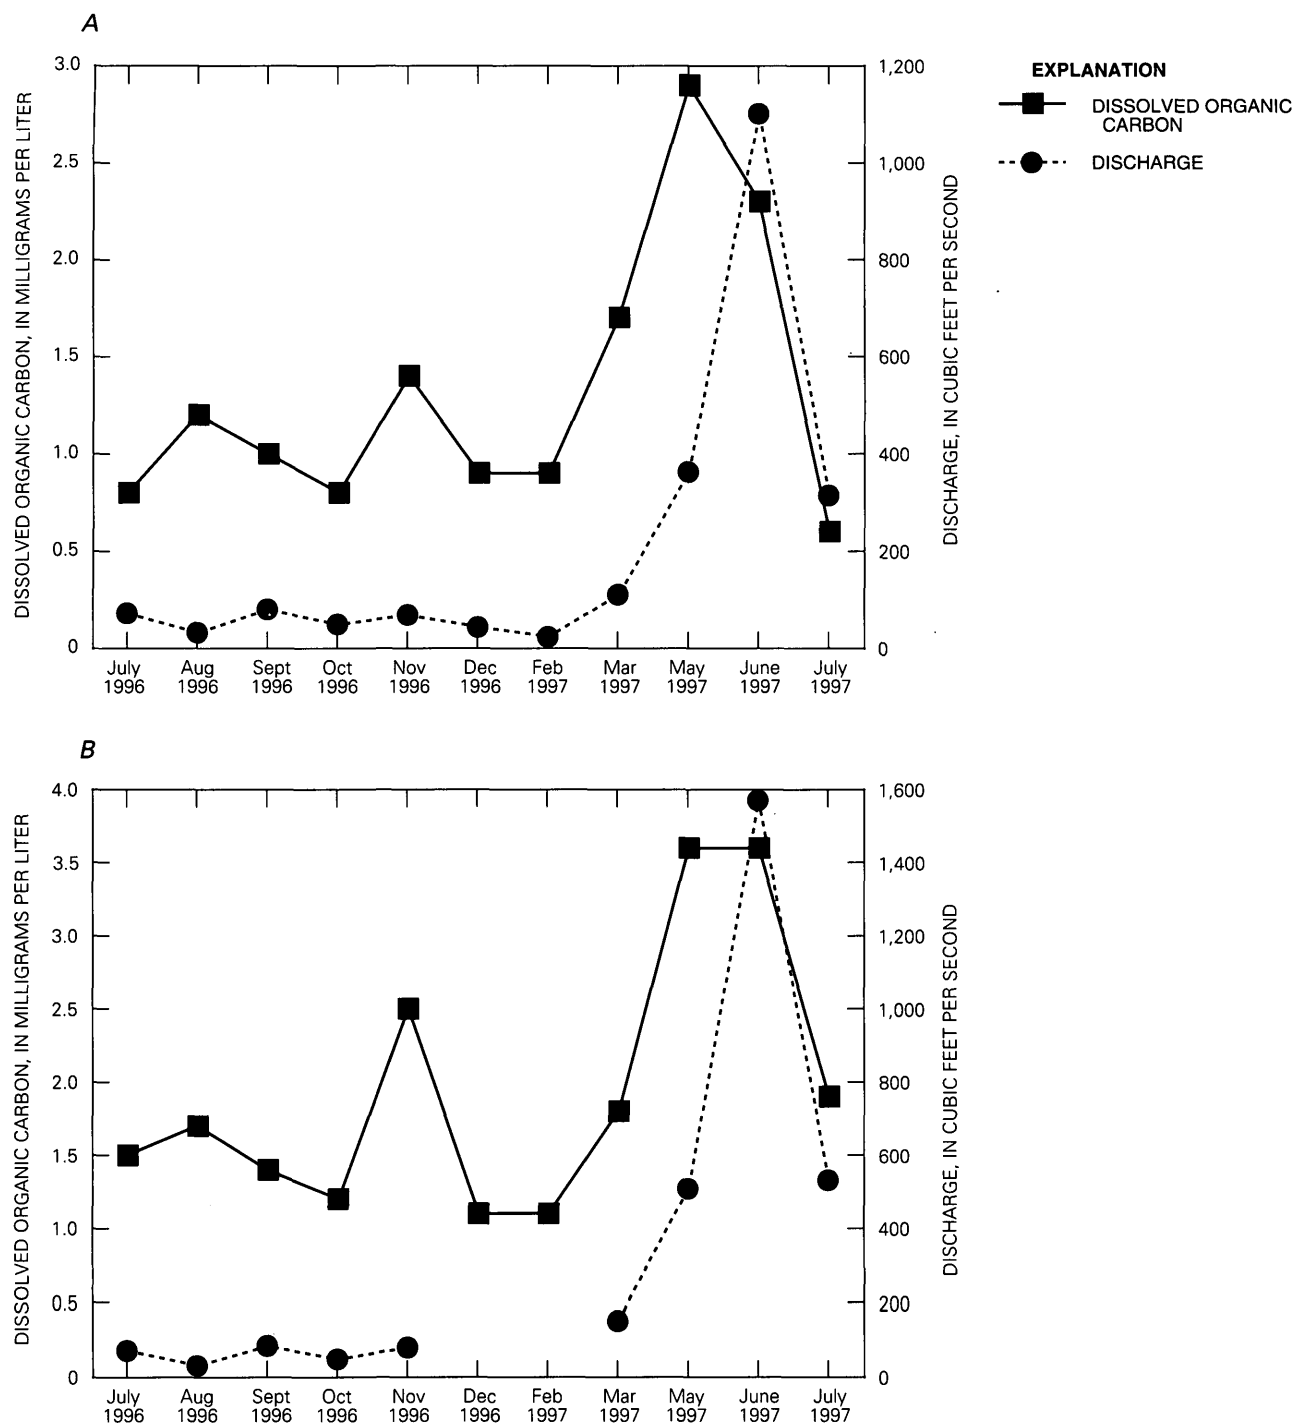 A
EXPLANATION
DISSOLVED ORGANIC
CARBON
DISCHARGE
DISSOLVED ORGANIC CARBON, IN MILLIGRAMS PER LITER
3.0
2.5
2.0
1.5
1.0
0.5
0
1,200
1,000
800
600
400
200
0
DISCHARGE, IN CUBIC FEET PER SECOND
July Aug Sept Oct Nov Dec Feb Mar May June July
1996 1996 1996 1996 1996 1996 1997 1997 1997 1997 1997
B
DISSOLVED ORGANIC CARBON, IN MILLIGRAMS PER LITER
4.0
3.5
3.0
2.5
2.0
1.5
1.0
0.5
0
1,600
1,400
1,200
1,000
800
600
400
200
0
DISCHARGE, IN CUBIC FEET PER SECOND
July Aug Sept Oct Nov Dec Feb Mar May June July
1996 1996 1996 1996 1996 1996 1997 1997 1997 1997 1997